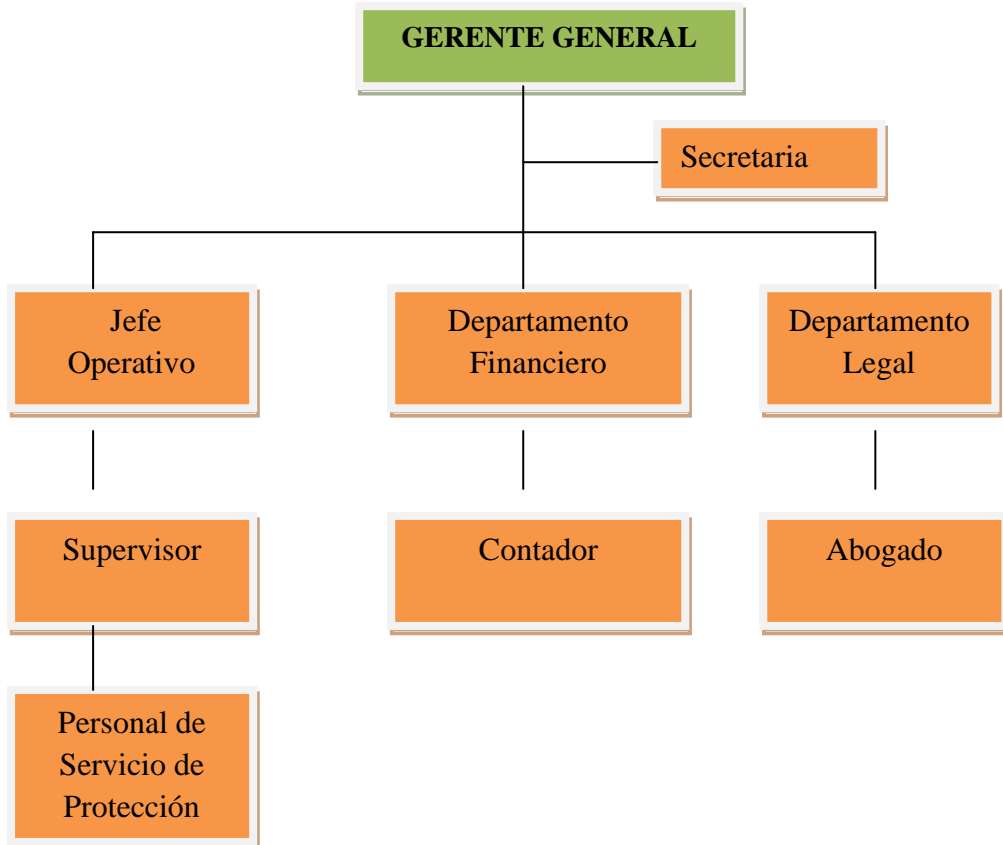 GERENTE GENERAL
Secretaria
Jefe
Operativo
Departamento
Financiero
Departamento
Legal
Supervisor
Contador
Abogado
Personal de
Servicio de
Protección